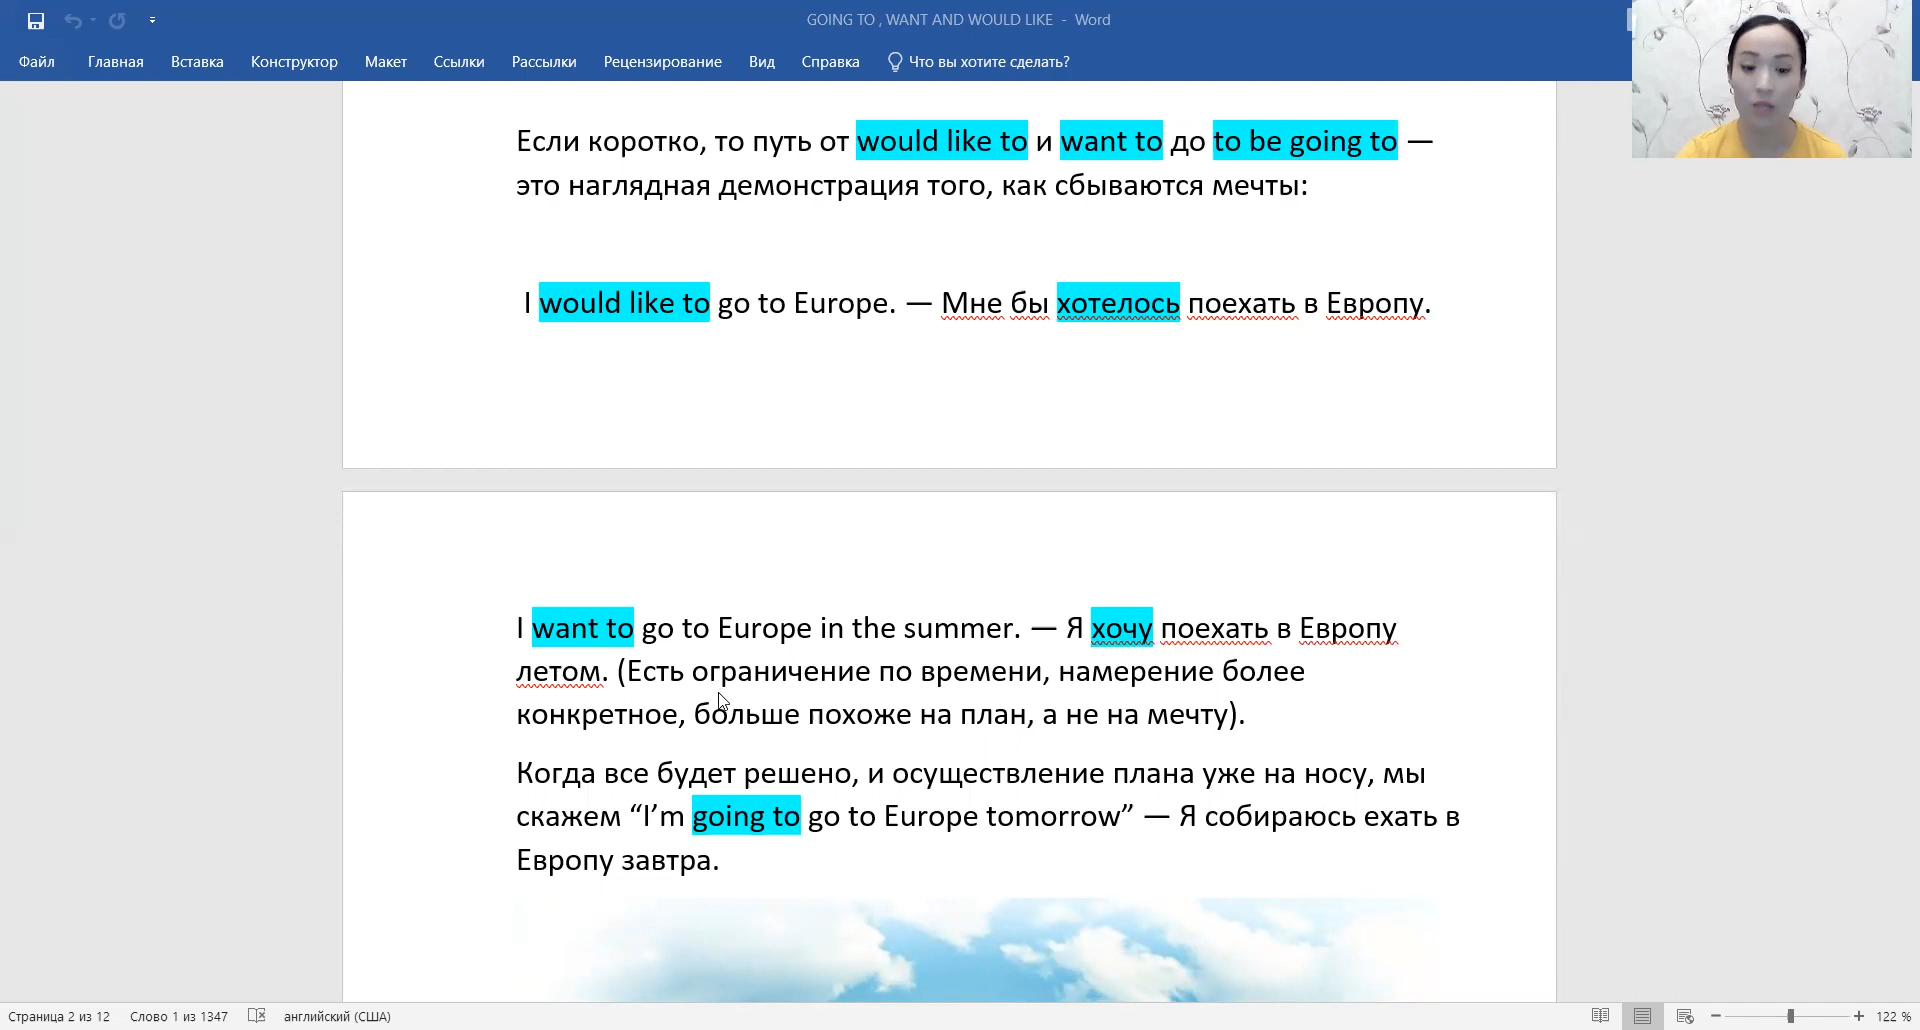 GOING TO , WANT AND WOULD LIKE - Word
Файл Главная Вставка Конструктор Макет Ссылки Рассылки Рецензирование Вид Справка Что вы хотите сделать?
Если коротко, то путь от would like to и want to до to be going to —
это наглядная демонстрация того, как сбываются мечты:
I would like to go to Europe. — Мне бы хотелось поехать в Европу.
I want to go to Europe in the summer. — Я хочу поехать в Европу
летом. (Есть ограничение по времени, намерение более
конкретное, больше похоже на план, а не на мечту).
Когда все будет решено, и осуществление плана уже на носу, мы
скажем “I’m going to go to Europe tomorrow” — Я собираюсь ехать в
Европу завтра.
Страница 2 из 12 Слово 1 из 1347 английский (США) 122 %